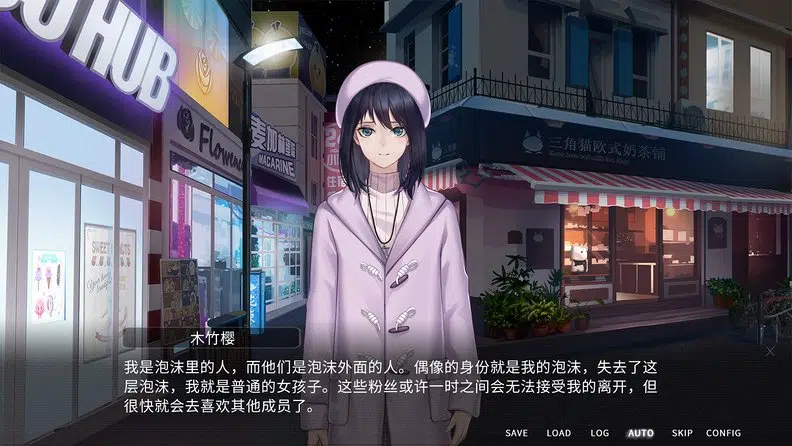 HUB
Flower
麦加林蛋糕
MACARINE
三角猫欧式奶茶铺
木竹樱
我是泡沫里的人，而他们是泡沫外面的人。偶像的身份就是我的泡沫，失去了这
层泡沫，我就是普通的女孩子。这些粉丝或许一时之间会无法接受我的离开，但
很快就会去喜欢其他成员了。
SAVE LOAD LOG AUTO SKIP CONFIG